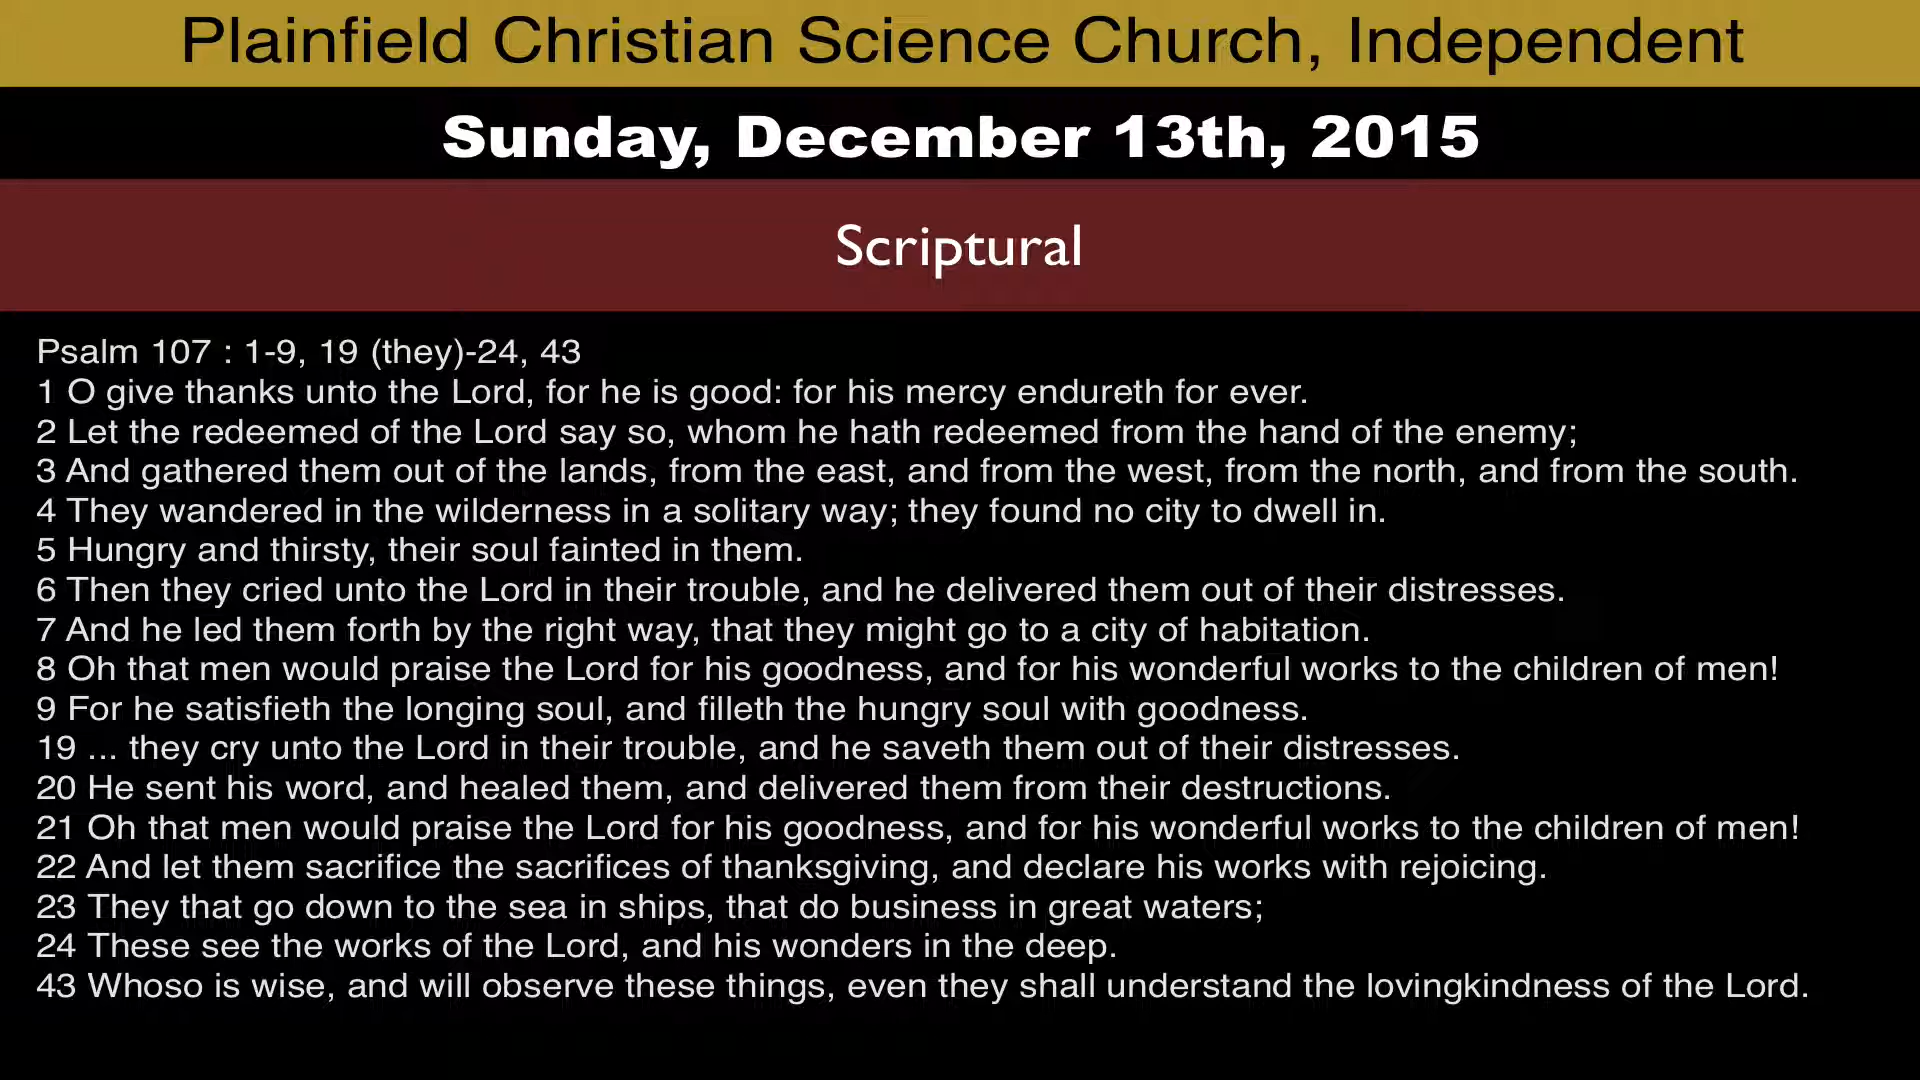 Plainfield Christian Science Church, Independent
Sunday, December 13th, 2015
Scriptural
Psalm 107 : 1-9, 19 (they)-24, 43
1 O give thanks unto the Lord, for he is good: for his mercy endureth for ever.
2 Let the redeemed of the Lord say so, whom he hath redeemed from the hand of the enemy;
3 And gathered them out of the lands, from the east, and from the west, from the north, and from the south.
4 They wandered in the wilderness in a solitary way; they found no city to dwell in.
5 Hungry and thirsty, their soul fainted in them.
6 Then they cried unto the Lord in their trouble, and he delivered them out of their distresses.
7 And he led them forth by the right way, that they might go to a city of habitation.
8 Oh that men would praise the Lord for his goodness, and for his wonderful works to the children of men!
9 For he satisfieth the longing soul, and filleth the hungry soul with goodness.
19 ... they cry unto the Lord in their trouble, and he saveth them out of their distresses.
20 He sent his word, and healed them, and delivered them from their destructions.
21 Oh that men would praise the Lord for his goodness, and for his wonderful works to the children of men!
22 And let them sacrifice the sacrifices of thanksgiving, and declare his works with rejoicing.
23 They that go down to the sea in ships, that do business in great waters;
24 These see the works of the Lord, and his wonders in the deep.
43 Whoso is wise, and will observe these things, even they shall understand the lovingkindness of the Lord.